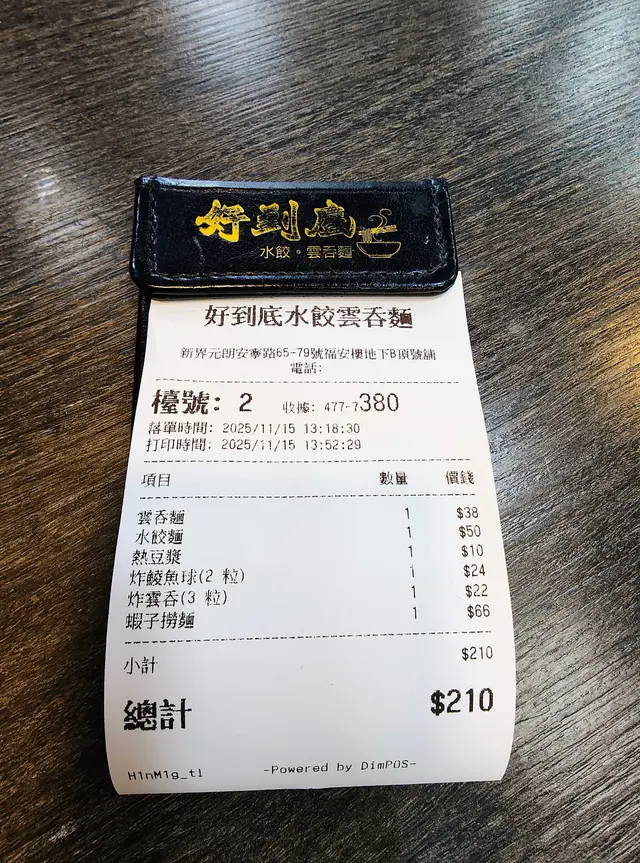 好到底
水餃。雲吞麵
好到底水餃雲吞麵
新界元朗安寧路65-79號福安樓地下B頂號舖
電話:
檯號: 2 收據: 477-7380
落單時間: 2025/11/15 13:18:30
打印時間: 2025/11/15 13:52:29
項目 數量 價錢
雲吞麵 1 $38
水餃麵 1 $50
熱豆漿 1 $10
炸鯪魚球(2 粒) 1 $24
炸雲吞(3 粒) 1 $22
蝦子撈麵 1 $66
小計 $210
總計 $210
H1nM1g_tl -Powered by DimPOS-